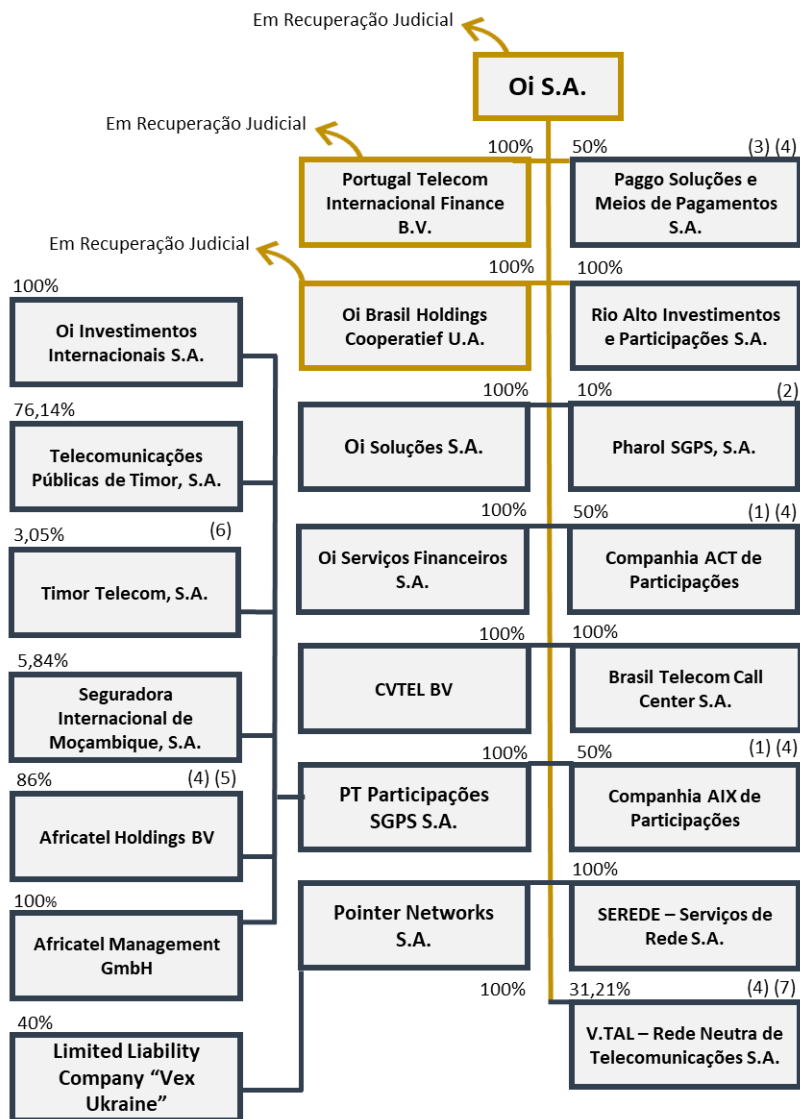 Em Recuperação Judicial
Oi S.A.
Em Recuperação Judicial
100%
Portugal Telecom
Internacional Finance
B.V.
50%
(3) (4)
Paggo Soluções e
Meios de Pagamentos
S.A.
Em Recuperação Judicial
100%
Oi Brasil Holdings
Cooperatief U.A.
100%
Rio Alto Investimentos
e Participações S.A.
100%
Oi Investimentos
Internacionais S.A.
100%
Oi Soluções S.A.
10%
(2)
Pharol SGPS, S.A.
76,14%
Telecomunicações
Públicas de Timor, S.A.
100%
Oi Serviços Financeiros
S.A.
50%
(1) (4)
Companhia ACT de
Participações
3,05%
(6)
Timor Telecom, S.A.
100%
CVTEL BV
100%
Brasil Telecom Call
Center S.A.
5,84%
Seguradora
Internacional de
Moçambique, S.A.
100%
PT Participações
SGPS S.A.
50%
(1) (4)
Companhia AIX de
Participações
86%
(4) (5)
Africatel Holdings BV
Pointer Networks
S.A.
100%
100%
SEREDE – Serviços de
Rede S.A.
100%
Africatel Management
GmbH
31,21%
(4) (7)
V.TAL – Rede Neutra de
Telecomunicações S.A.
40%
Limited Liability
Company “Vex
Ukraine”